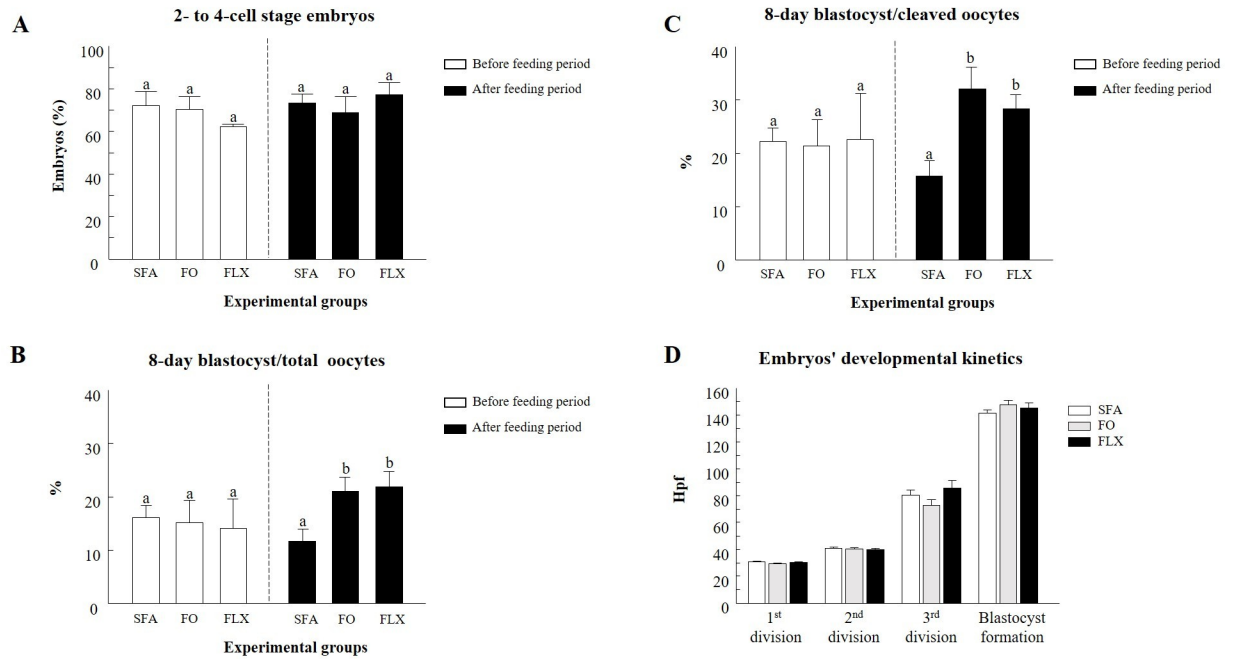 A
2- to 4-cell stage embryos
100
80
60
40
20
0
Embryos (%)
a a a a a a
SFA FO FLX SFA FO FLX
Experimental groups
Before feeding period
After feeding period
B
8-day blastocyst/total oocytes
40
30
20
10
0
%
a a a a b b
SFA FO FLX SFA FO FLX
Experimental groups
Before feeding period
After feeding period
C
8-day blastocyst/cleaved oocytes
40
30
20
10
0
%
a a a a b b
SFA FO FLX SFA FO FLX
Experimental groups
Before feeding period
After feeding period
D
Embryos' developmental kinetics
160
140
120
100
80
60
40
20
0
Hpf
1st division
2nd division
3rd division
Blastocyst formation
SFA
FO
FLX